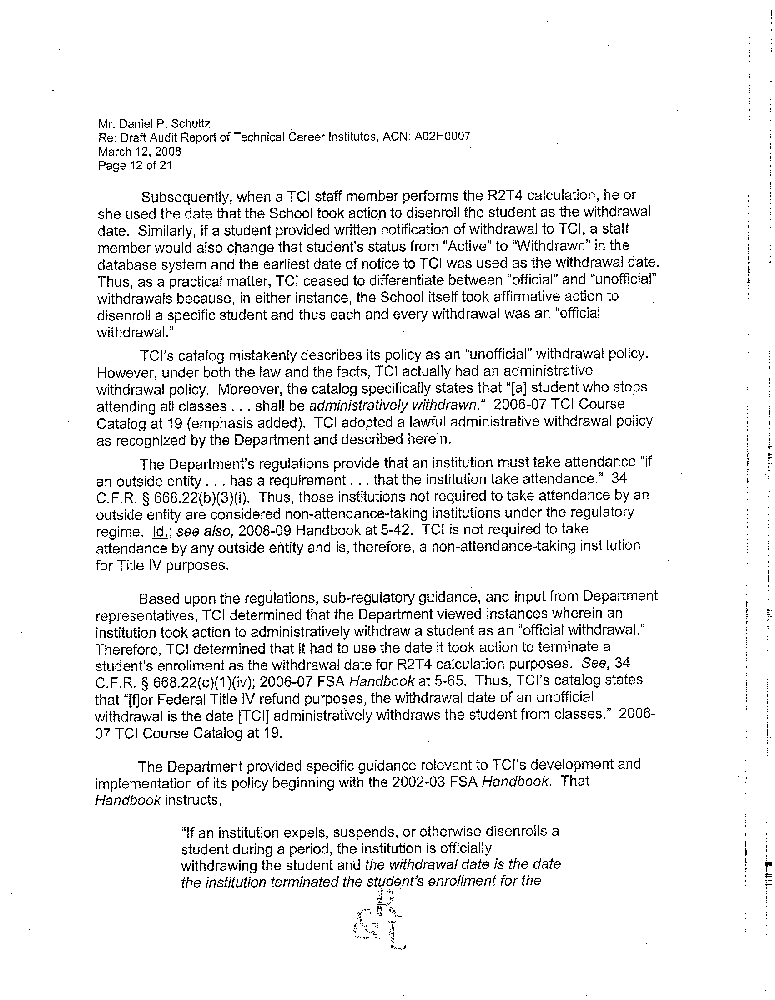 Mr. Daniel P. Schultz
Re: Draft Audit Report of Technical Career Institutes, ACN: A02H0007
March 12, 2008
Page 12 of 21
Subsequently, when a TCI staff member performs the R2T4 calculation, he or
she used the date that the School took action to disenroll the student as the withdrawal
date. Similarly, if a student provided written notification of withdrawal to TCI, a staff
member would also change that student's status from “Active” to “Withdrawn” in the
database system and the earliest date of notice to TCI was used as the withdrawal date.
Thus, as a practical matter, TCI ceased to differentiate between “official” and “unofficial”
withdrawals because, in either instance, the School itself took affirmative action to
disenroll a specific student and thus each and every withdrawal was an “official
withdrawal.”
TCI's catalog mistakenly describes its policy as an “unofficial” withdrawal policy.
However, under both the law and the facts, TCI actually had an administrative
withdrawal policy. Moreover, the catalog specifically states that “[a] student who stops
attending all classes . . . shall be administratively withdrawn.” 2006-07 TCI Course
Catalog at 19 (emphasis added). TCI adopted a lawful administrative withdrawal policy
as recognized by the Department and described herein.
The Department's regulations provide that an institution must take attendance “if
an outside entity . . . has a requirement . . . that the institution take attendance.” 34
C.F.R. § 668.22(b)(3)(i). Thus, those institutions not required to take attendance by an
outside entity are considered non-attendance-taking institutions under the regulatory
regime. Id.; see also, 2008-09 Handbook at 5-42. TCI is not required to take
attendance by any outside entity and is, therefore, a non-attendance-taking institution
for Title IV purposes.
Based upon the regulations, sub-regulatory guidance, and input from Department
representatives, TCI determined that the Department viewed instances wherein an
institution took action to administratively withdraw a student as an “official withdrawal.”
Therefore, TCI determined that it had to use the date it took action to terminate a
student's enrollment as the withdrawal date for R2T4 calculation purposes. See, 34
C.F.R. § 668.22(c)(1)(iv); 2006-07 FSA Handbook at 5-65. Thus, TCI's catalog states
that “[f]or Federal Title IV refund purposes, the withdrawal date of an unofficial
withdrawal is the date [TCI] administratively withdraws the student from classes.” 2006-
07 TCI Course Catalog at 19.
The Department provided specific guidance relevant to TCI's development and
implementation of its policy beginning with the 2002-03 FSA Handbook. That
Handbook instructs,
“If an institution expels, suspends, or otherwise disenrolls a
student during a period, the institution is officially
withdrawing the student and the withdrawal date is the date
the institution terminated the student's enrollment for the
R
&L